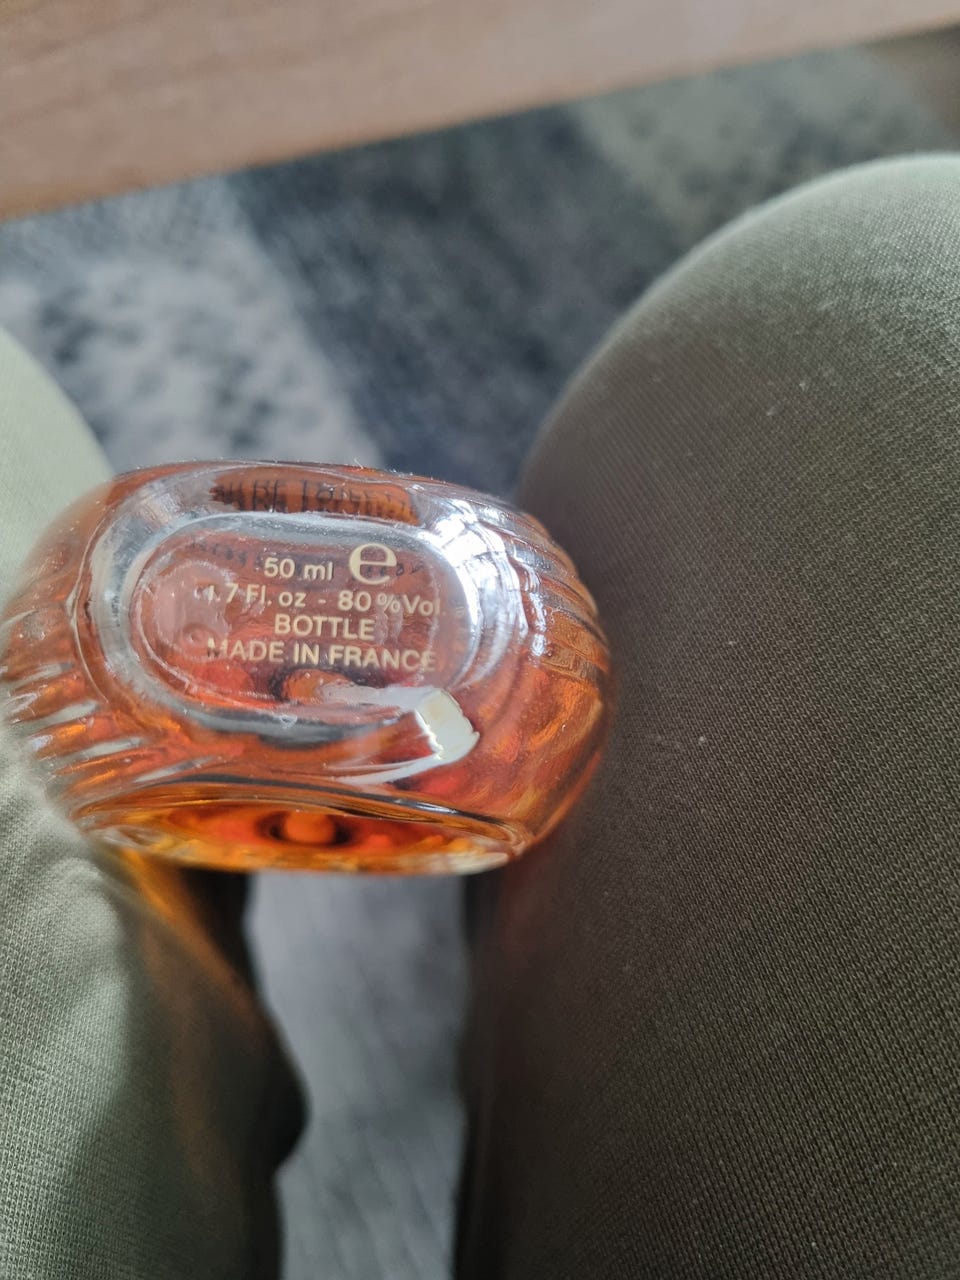 50 ml e
1.7 Fl. oz - 80 % Vol
BOTTLE
MADE IN FRANCE